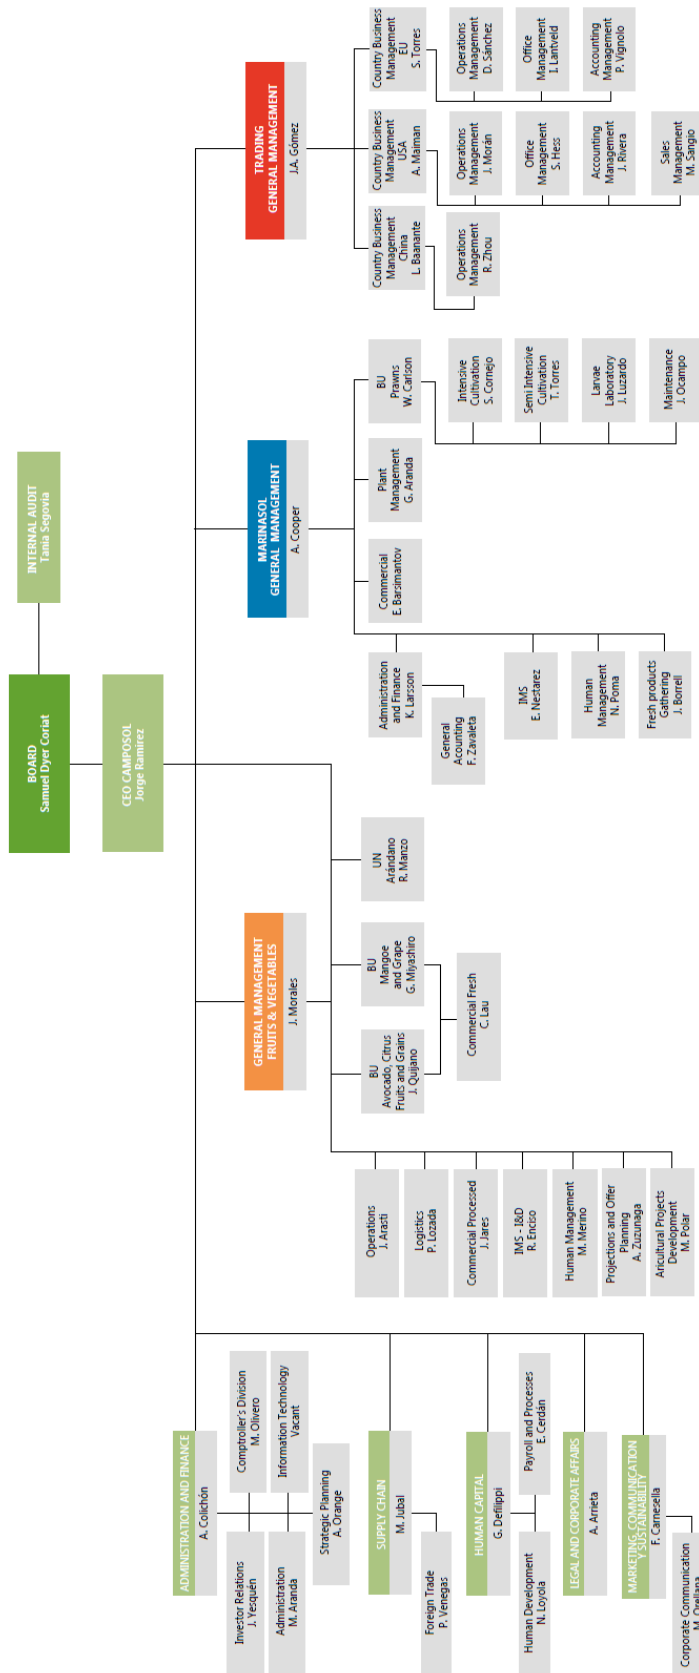 BOARD
Samuel Dyer Coriat
INTERNAL AUDIT
Tania Segovia
CEO CAMPOSOL
Jorge Ramirez
ADMINISTRATION AND FINANCE
A. Colichón
Investor Relations
J. Yesquén
Comptroller's Division
M. Olivero
Administration
M. Aranda
Information Technology
Vacant
Strategic Planning
A. Orange
SUPPLY CHAIN
M. Jubal
Foreign Trade
P. Venegas
HUMAN CAPITAL
G. Defilippi
Human Development
N. Loyola
Payroll and Processes
E. Cerdán
LEGAL AND CORPORATE AFFAIRS
A. Arrieta
MARKETING, COMMUNICATION
Y SUSTAINABILITY
F. Carnesella
Corporate Communication
M. Orellana
GENERAL MANAGEMENT
FRUITS & VEGETABLES
J. Morales
Operations
J. Arasti
Logistics
P. Lozada
Commercial Processed
J. Jares
IMS - I&D
R. Enciso
Human Management
M. Merino
Projections and Offer
Planning
A. Zuzunaga
Aricultural Projects
Development
M. Polar
BU
Avocado, Citrus
Fruits and Grains
J. Quijano
BU
Mangoe
and Grape
G. Miyashiro
Commercial Fresh
C. Lau
UN
Arándano
R. Manzo
MARINASOL
GENERAL MANAGEMENT
A. Cooper
Administration
and Finance
K. Larsson
General
Acounting
F. Zavaleta
IMS
E. Nestarez
Human
Management
N. Poma
Fresh products
Gathering
J. Borrell
Commercial
E. Barsimantov
Plant
Management
G. Aranda
BU
Prawns
W. Carlson
Intensive
Cultivation
S. Cornejo
Semi Intensive
Cultivation
T. Torres
Larvae
Laboratory
J. Luzardo
Maintenance
J. Ocampo
TRADING
GENERAL MANAGEMENT
J.A. Gómez
Country Business
Management
China
L. Baanante
Operations
Management
R. Zhou
Country Business
Management
USA
A. Maiman
Operations
Management
J. Morán
Office
Management
S. Hess
Accounting
Management
J. Rivera
Sales
Management
M. Sangio
Country Business
Management
EU
S. Torres
Operations
Management
D. Sánchez
Office
Management
I. Lantveld
Accounting
Management
P. Vignolo